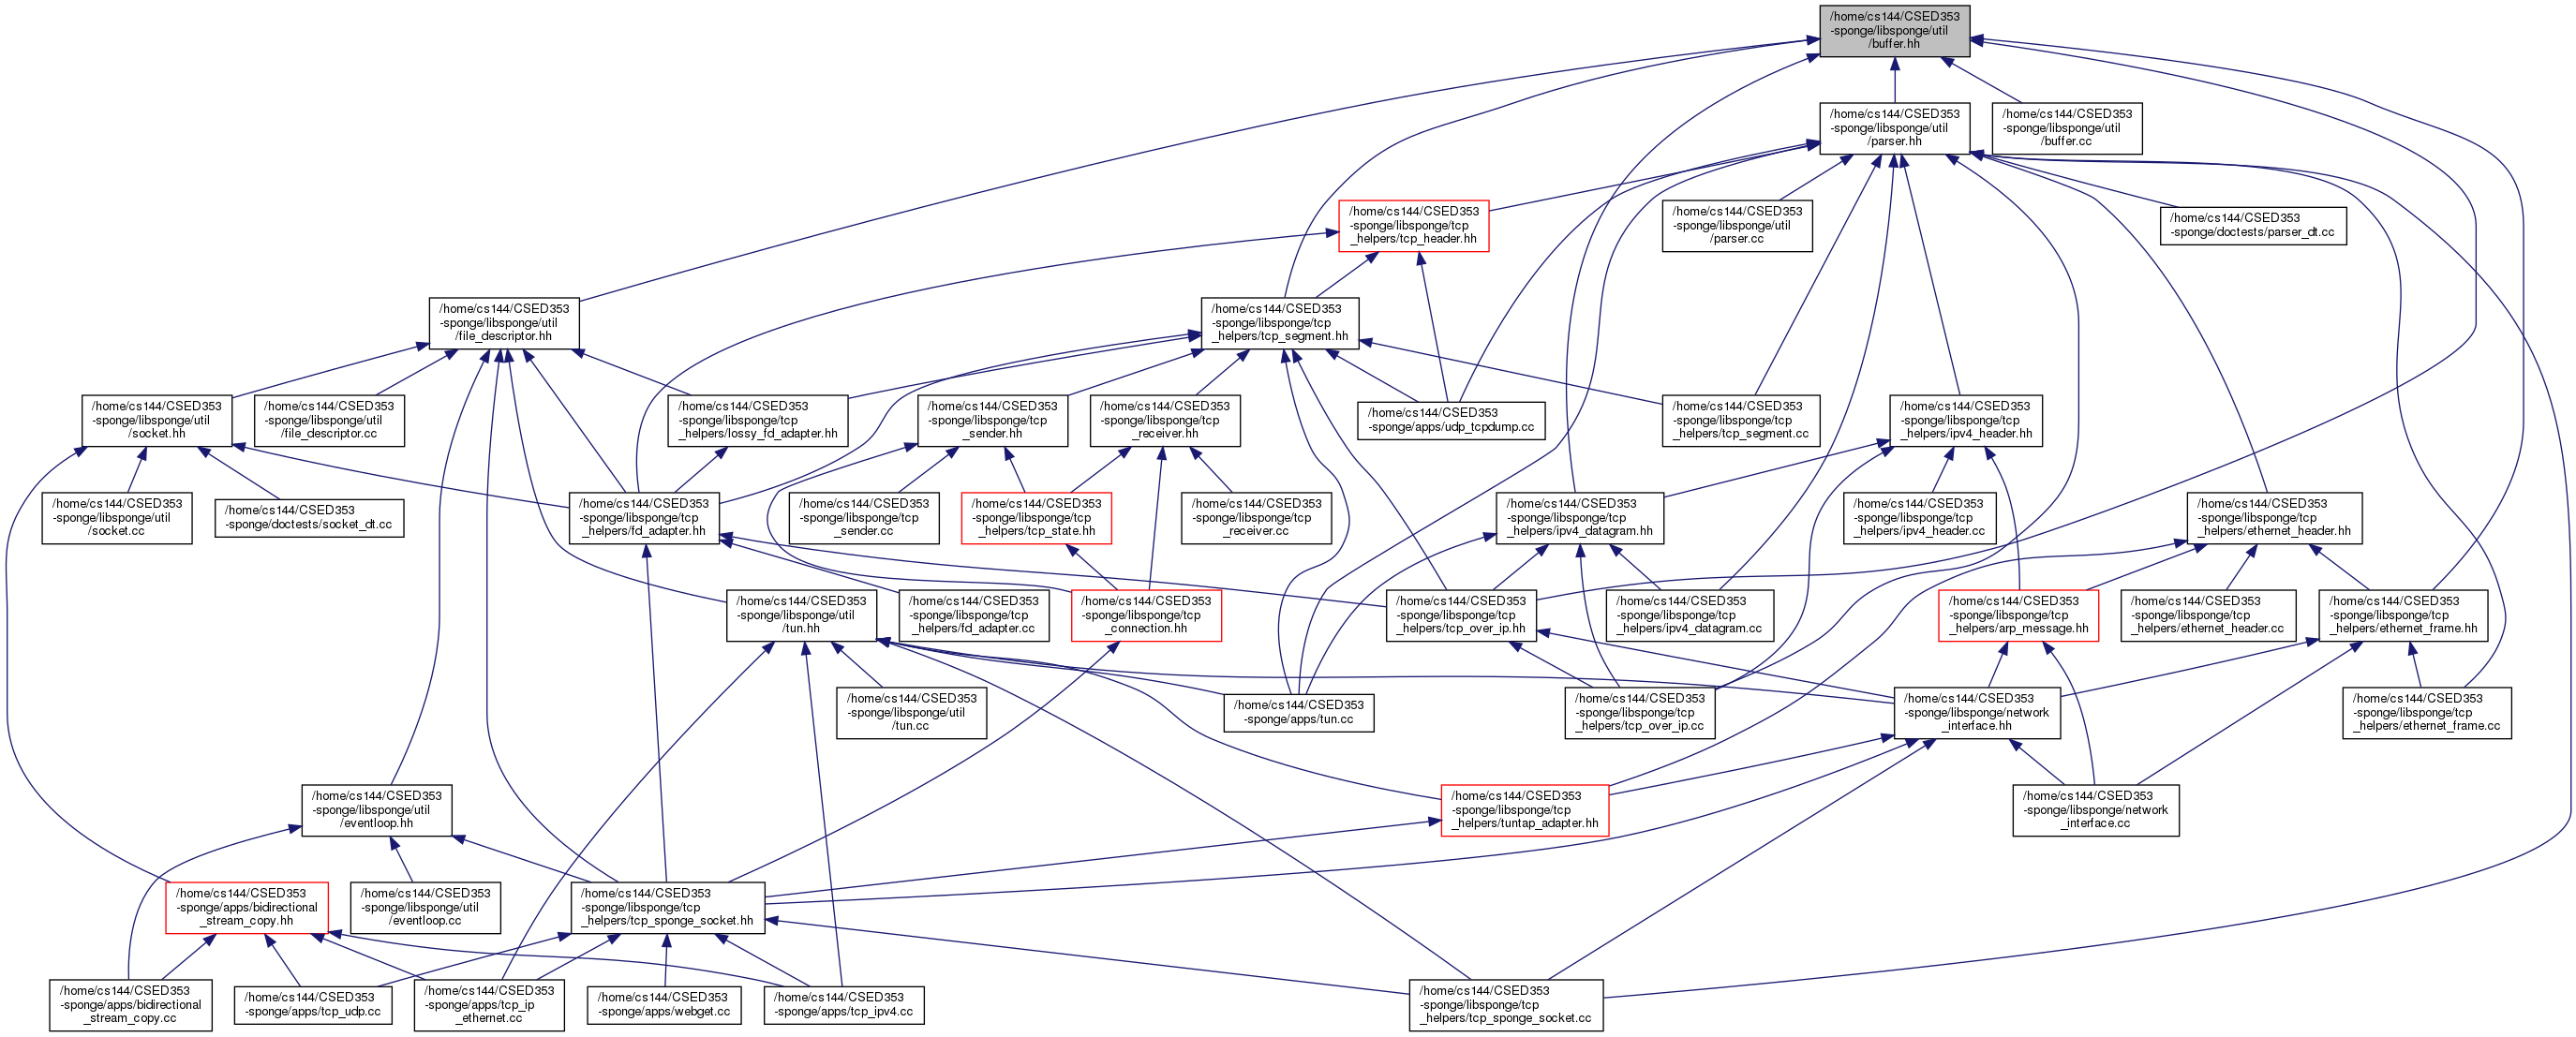 /home/cs144/CSED353
-sponge/libsponge/util
/buffer.hh
/home/cs144/CSED353
-sponge/libsponge/util
/parser.hh
/home/cs144/CSED353
-sponge/libsponge/util
/buffer.cc
/home/cs144/CSED353
-sponge/libsponge/tcp
_helpers/tcp_header.hh
/home/cs144/CSED353
-sponge/libsponge/util
/parser.cc
/home/cs144/CSED353
-sponge/doctests/parser_dt.cc
/home/cs144/CSED353
-sponge/libsponge/util
/file_descriptor.hh
/home/cs144/CSED353
-sponge/libsponge/tcp
_helpers/tcp_segment.hh
/home/cs144/CSED353
-sponge/libsponge/util
/socket.hh
/home/cs144/CSED353
-sponge/libsponge/util
/file_descriptor.cc
/home/cs144/CSED353
-sponge/libsponge/tcp
_helpers/lossy_fd_adapter.hh
/home/cs144/CSED353
-sponge/libsponge/tcp
_sender.hh
/home/cs144/CSED353
-sponge/libsponge/tcp
_receiver.hh
/home/cs144/CSED353
-sponge/apps/udp_tcpdump.cc
/home/cs144/CSED353
-sponge/libsponge/tcp
_helpers/tcp_segment.cc
/home/cs144/CSED353
-sponge/libsponge/tcp
_helpers/ipv4_header.hh
/home/cs144/CSED353
-sponge/libsponge/util
/socket.cc
/home/cs144/CSED353
-sponge/doctests/socket_dt.cc
/home/cs144/CSED353
-sponge/libsponge/tcp
_helpers/fd_adapter.hh
/home/cs144/CSED353
-sponge/libsponge/tcp
_sender.cc
/home/cs144/CSED353
-sponge/libsponge/tcp
_helpers/tcp_state.hh
/home/cs144/CSED353
-sponge/libsponge/tcp
_receiver.cc
/home/cs144/CSED353
-sponge/libsponge/tcp
_helpers/ipv4_datagram.hh
/home/cs144/CSED353
-sponge/libsponge/tcp
_helpers/ipv4_header.cc
/home/cs144/CSED353
-sponge/libsponge/tcp
_helpers/ethernet_header.hh
/home/cs144/CSED353
-sponge/libsponge/util
/tun.hh
/home/cs144/CSED353
-sponge/libsponge/tcp
_helpers/fd_adapter.cc
/home/cs144/CSED353
-sponge/libsponge/tcp
_connection.hh
/home/cs144/CSED353
-sponge/libsponge/tcp
_helpers/tcp_over_ip.hh
/home/cs144/CSED353
-sponge/libsponge/tcp
_helpers/ipv4_datagram.cc
/home/cs144/CSED353
-sponge/libsponge/tcp
_helpers/arp_message.hh
/home/cs144/CSED353
-sponge/libsponge/tcp
_helpers/ethernet_header.cc
/home/cs144/CSED353
-sponge/libsponge/tcp
_helpers/ethernet_frame.hh
/home/cs144/CSED353
-sponge/libsponge/util
/tun.cc
/home/cs144/CSED353
-sponge/apps/tun.cc
/home/cs144/CSED353
-sponge/libsponge/tcp
_helpers/tcp_over_ip.cc
/home/cs144/CSED353
-sponge/libsponge/network
_interface.hh
/home/cs144/CSED353
-sponge/libsponge/tcp
_helpers/ethernet_frame.cc
/home/cs144/CSED353
-sponge/libsponge/util
/eventloop.hh
/home/cs144/CSED353
-sponge/libsponge/tcp
_helpers/tuntap_adapter.hh
/home/cs144/CSED353
-sponge/libsponge/network
_interface.cc
/home/cs144/CSED353
-sponge/apps/bidirectional
_stream_copy.hh
/home/cs144/CSED353
-sponge/libsponge/util
/eventloop.cc
/home/cs144/CSED353
-sponge/libsponge/tcp
_helpers/tcp_sponge_socket.hh
/home/cs144/CSED353
-sponge/apps/bidirectional
_stream_copy.cc
/home/cs144/CSED353
-sponge/apps/tcp_udp.cc
/home/cs144/CSED353
-sponge/apps/tcp_ip
_ethernet.cc
/home/cs144/CSED353
-sponge/apps/webget.cc
/home/cs144/CSED353
-sponge/apps/tcp_ipv4.cc
/home/cs144/CSED353
-sponge/libsponge/tcp
_helpers/tcp_sponge_socket.cc